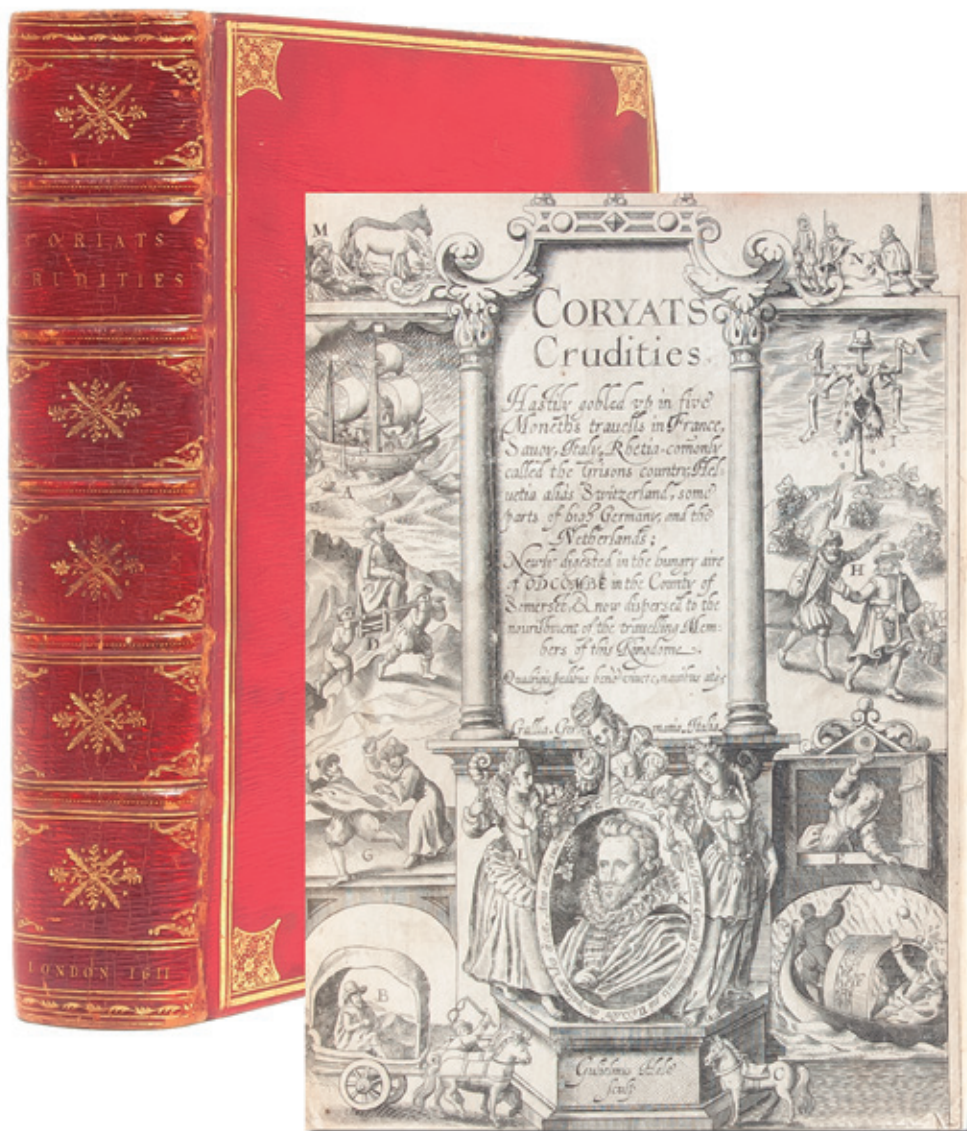 CORIATS
CRUDITIES
LONDON 1611
M
N
CORYATS
Crudities
Hastily gobled vp in five
Moneths trauells in France,
Sauoy, Italy, Rhetia comonly
called the Grisons country, Hel-
uetia aliàs Switzerland, some
parts of high Germany, and the
Netherlands;
Newly digested in the hungry aire
of ODCOMBE in the County of
Somerset, & now dispersed to the
nourishment of the trauelling Mem-
bers of this Kingdome.
A
I
D
H
Gallia Ger mania Italia
G
L
E
K
F
B
C
Gulielmus Hole
sculp